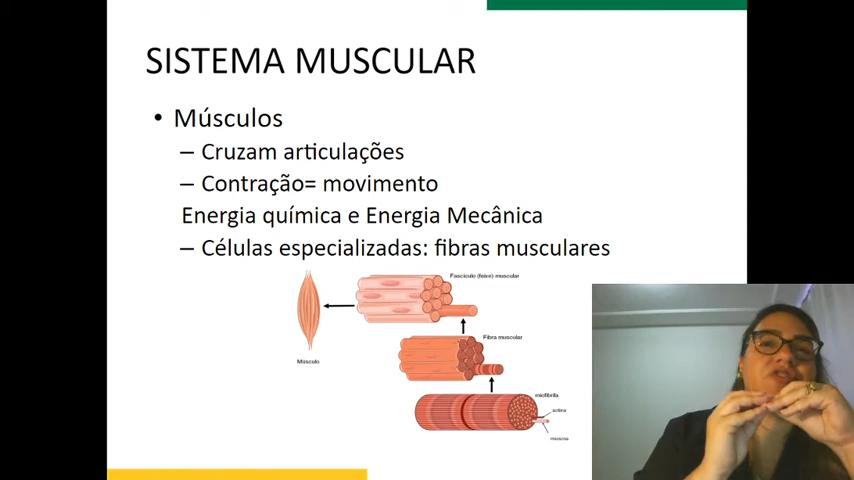 SISTEMA MUSCULAR
• Músculos
– Cruzam articulações
– Contração= movimento
Energia química e Energia Mecânica
– Células especializadas: fibras musculares
Fascículo (feixe) muscular
Fibra muscular
Músculo
miofibrila
actina
miosina